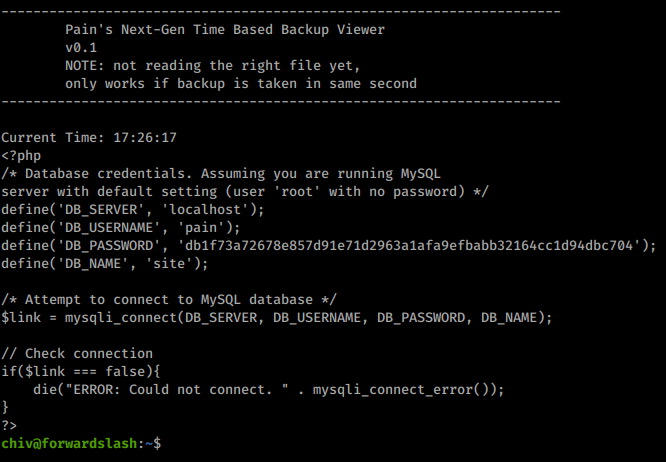 ----------------------------------------------------------------------
Pain's Next-Gen Time Based Backup Viewer
v0.1
NOTE: not reading the right file yet,
only works if backup is taken in same second
----------------------------------------------------------------------
Current Time: 17:26:17
<?php
/* Database credentials. Assuming you are running MySQL
server with default setting (user 'root' with no password) */
define('DB_SERVER', 'localhost');
define('DB_USERNAME', 'pain');
define('DB_PASSWORD', 'db1f73a72678e857d91e71d2963a1afa9efbabb32164cc1d94dbc704');
define('DB_NAME', 'site');
/* Attempt to connect to MySQL database */
$link = mysqli_connect(DB_SERVER, DB_USERNAME, DB_PASSWORD, DB_NAME);
// Check connection
if($link === false){
die("ERROR: Could not connect. " . mysqli_connect_error());
}
?>
chiv@forwardslash:~$